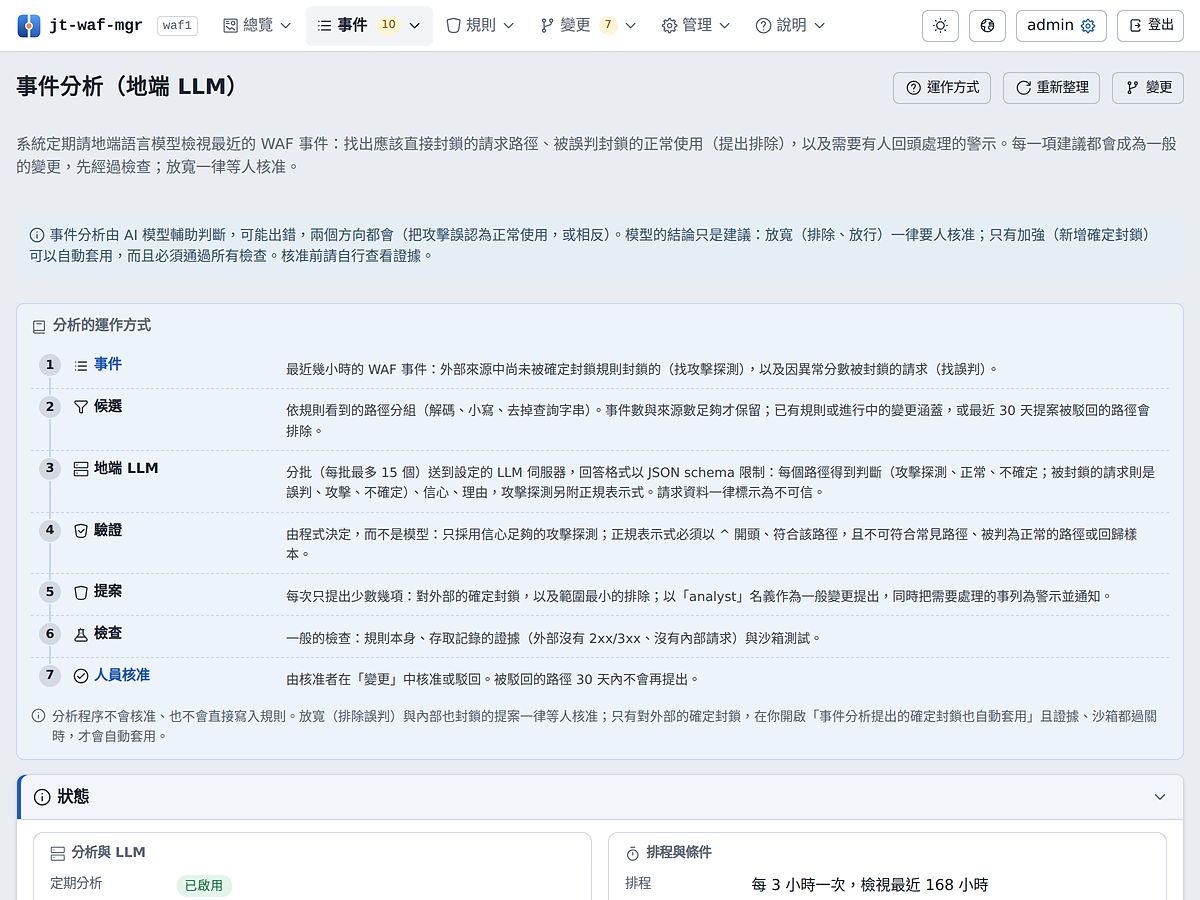 jt-waf-mgr waf1 總覽 事件 10 規則 變更 7 管理 說明 admin 登出
事件分析（地端 LLM）
運作方式 重新整理 變更
系統定期請地端語言模型檢視最近的 WAF 事件：找出應該直接封鎖的請求路徑、被誤判封鎖的正常使用（提出排除），以及需要有人回頭處理的警示。每一項建議都會成為一般
的變更，先經過檢查；放寬一律等人核准。
事件分析由 AI 模型輔助判斷，可能出錯，兩個方向都會（把攻擊誤認為正常使用，或相反）。模型的結論只是建議：放寬（排除、放行）一律要人核准；只有加強（新增確定封鎖）
可以自動套用，而且必須通過所有檢查。核准前請自行查看證據。
分析的運作方式
1 事件 最近幾小時的 WAF 事件：外部來源中尚未被確定封鎖規則封鎖的（找攻擊探測），以及因異常分數被封鎖的請求（找誤判）。
2 候選 依規則看到的路徑分組（解碼、小寫、去掉查詢字串）。事件數與來源數足夠才保留；已有規則或進行中的變更涵蓋，或最近 30 天提案被駁回的路徑會
排除。
3 地端 LLM 分批（每批最多 15 個）送到設定的 LLM 伺服器，回答格式以 JSON schema 限制：每個路徑得到判斷（攻擊探測、正常、不確定；被封鎖的請求則是
誤判、攻擊、不確定）、信心、理由，攻擊探測另附正規表示式。請求資料一律標示為不可信。
4 驗證 由程式決定，而不是模型：只採用信心足夠的攻擊探測；正規表示式必須以 ^ 開頭、符合該路徑，且不可符合常見路徑、被判為正常的路徑或回歸樣
本。
5 提案 每次只提出少數幾項：對外部的確定封鎖，以及範圍最小的排除；以「analyst」名義作為一般變更提出，同時把需要處理的事列為警示並通知。
6 檢查 一般的檢查：規則本身、存取記錄的證據（外部沒有 2xx/3xx、沒有內部請求）與沙箱測試。
7 人員核准 由核准者在「變更」中核准或駁回。被駁回的路徑 30 天內不會再提出。
分析程序不會核准、也不會直接寫入規則。放寬（排除誤判）與內部也封鎖的提案一律等人核准；只有對外部的確定封鎖，在你開啟「事件分析提出的確定封鎖也自動套用」且證據、沙箱都過關
時，才會自動套用。
狀態
分析與 LLM 排程與條件
定期分析 已啟用 排程 每 3 小時一次，檢視最近 168 小時